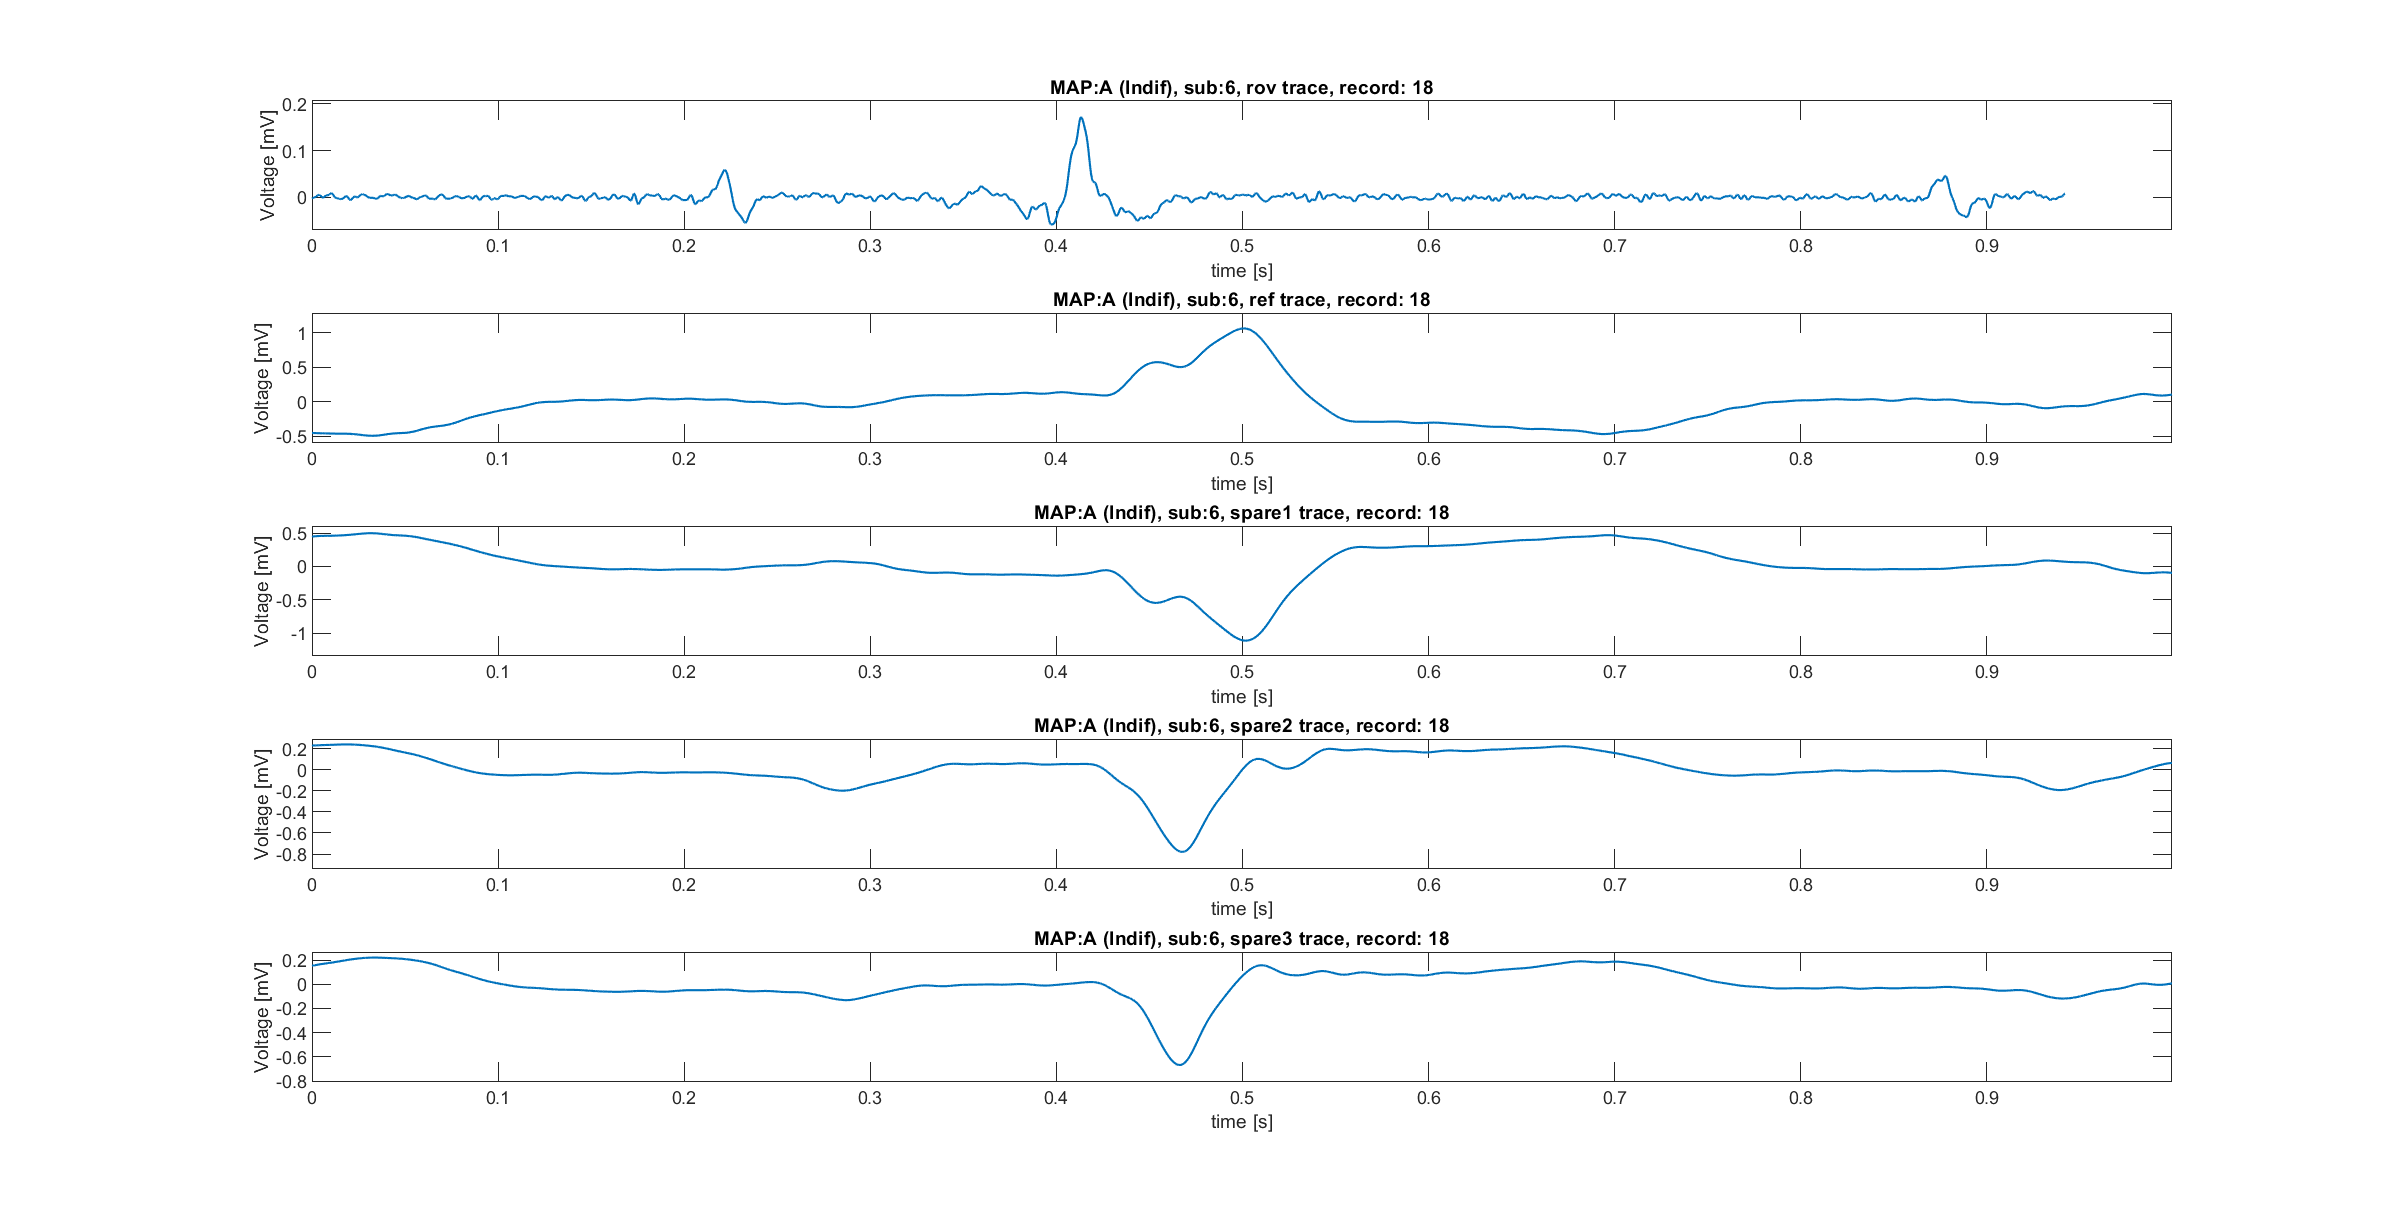 MAP:A (Indif), sub:6, rov trace, record: 18
Voltage [mV]
0.2
0.1
0
0 0.1 0.2 0.3 0.4 0.5 0.6 0.7 0.8 0.9
time [s]
MAP:A (Indif), sub:6, ref trace, record: 18
Voltage [mV]
1
0.5
0
-0.5
0 0.1 0.2 0.3 0.4 0.5 0.6 0.7 0.8 0.9
time [s]
MAP:A (Indif), sub:6, spare1 trace, record: 18
Voltage [mV]
0.5
0
-0.5
-1
0 0.1 0.2 0.3 0.4 0.5 0.6 0.7 0.8 0.9
time [s]
MAP:A (Indif), sub:6, spare2 trace, record: 18
Voltage [mV]
0.2
0
-0.2
-0.4
-0.6
-0.8
0 0.1 0.2 0.3 0.4 0.5 0.6 0.7 0.8 0.9
time [s]
MAP:A (Indif), sub:6, spare3 trace, record: 18
Voltage [mV]
0.2
0
-0.2
-0.4
-0.6
-0.8
0 0.1 0.2 0.3 0.4 0.5 0.6 0.7 0.8 0.9
time [s]